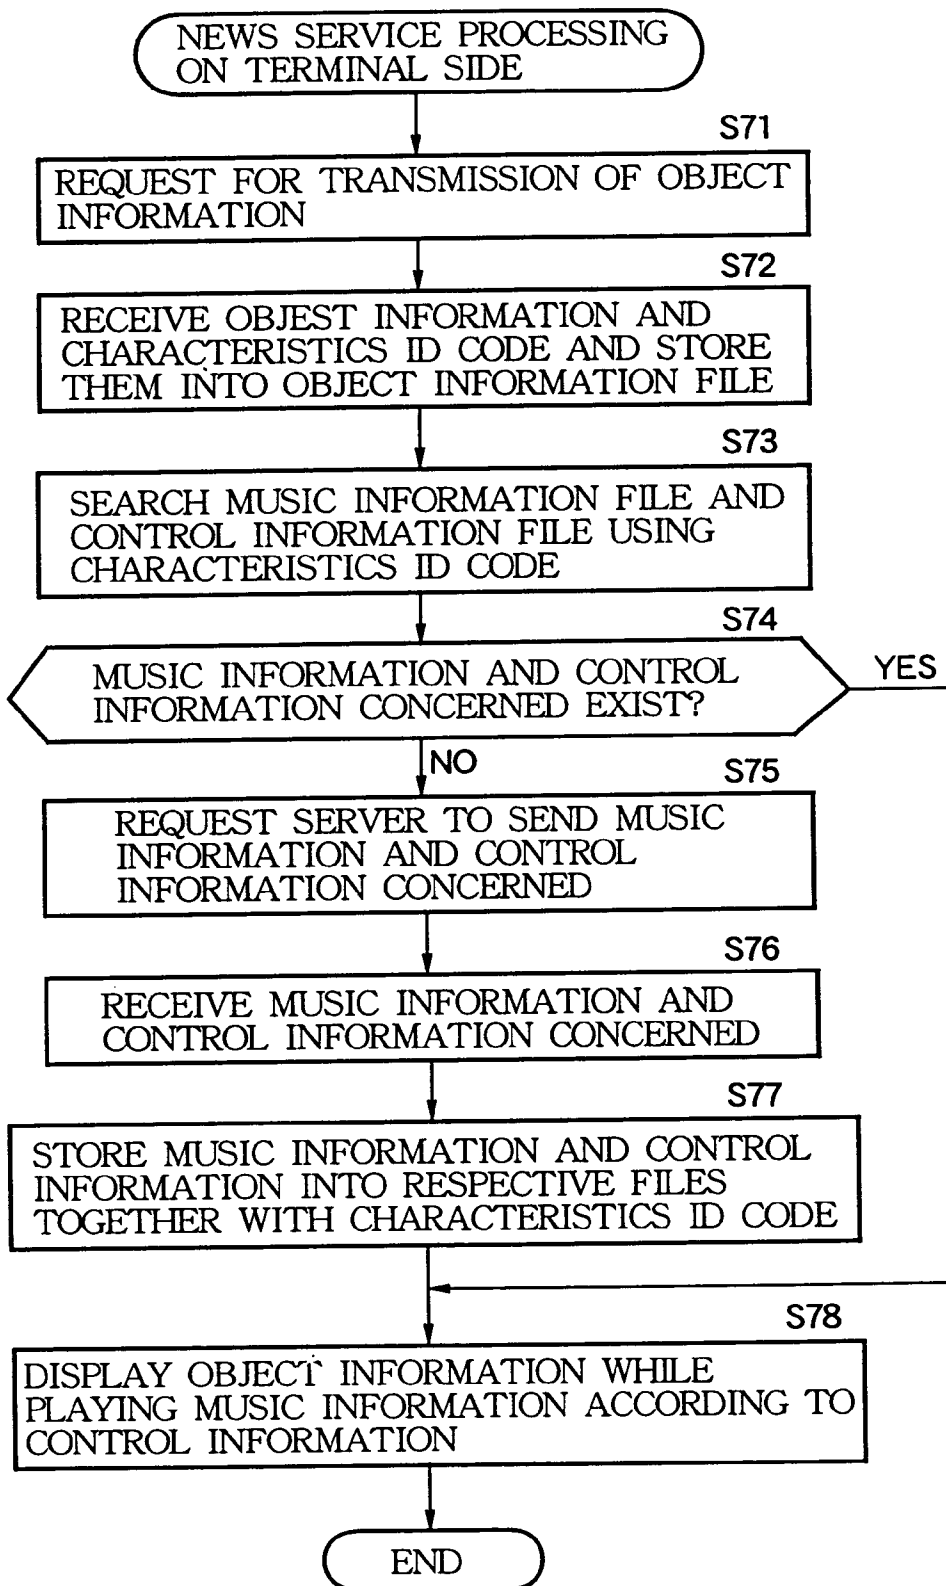 NEWS SERVICE PROCESSING
ON TERMINAL SIDE
S71
REQUEST FOR TRANSMISSION OF OBJECT
INFORMATION
S72
RECEIVE OBJEST INFORMATION AND
CHARACTERISTICS ID CODE AND STORE
THEM INTO OBJECT INFORMATION FILE
S73
SEARCH MUSIC INFORMATION FILE AND
CONTROL INFORMATION FILE USING
CHARACTERISTICS ID CODE
S74
MUSIC INFORMATION AND CONTROL
INFORMATION CONCERNED EXIST?
YES
NO
S75
REQUEST SERVER TO SEND MUSIC
INFORMATION AND CONTROL
INFORMATION CONCERNED
S76
RECEIVE MUSIC INFORMATION AND
CONTROL INFORMATION CONCERNED
S77
STORE MUSIC INFORMATION AND CONTROL
INFORMATION INTO RESPECTIVE FILES
TOGETHER WITH CHARACTERISTICS ID CODE
S78
DISPLAY OBJECT INFORMATION WHILE
PLAYING MUSIC INFORMATION ACCORDING TO
CONTROL INFORMATION
END